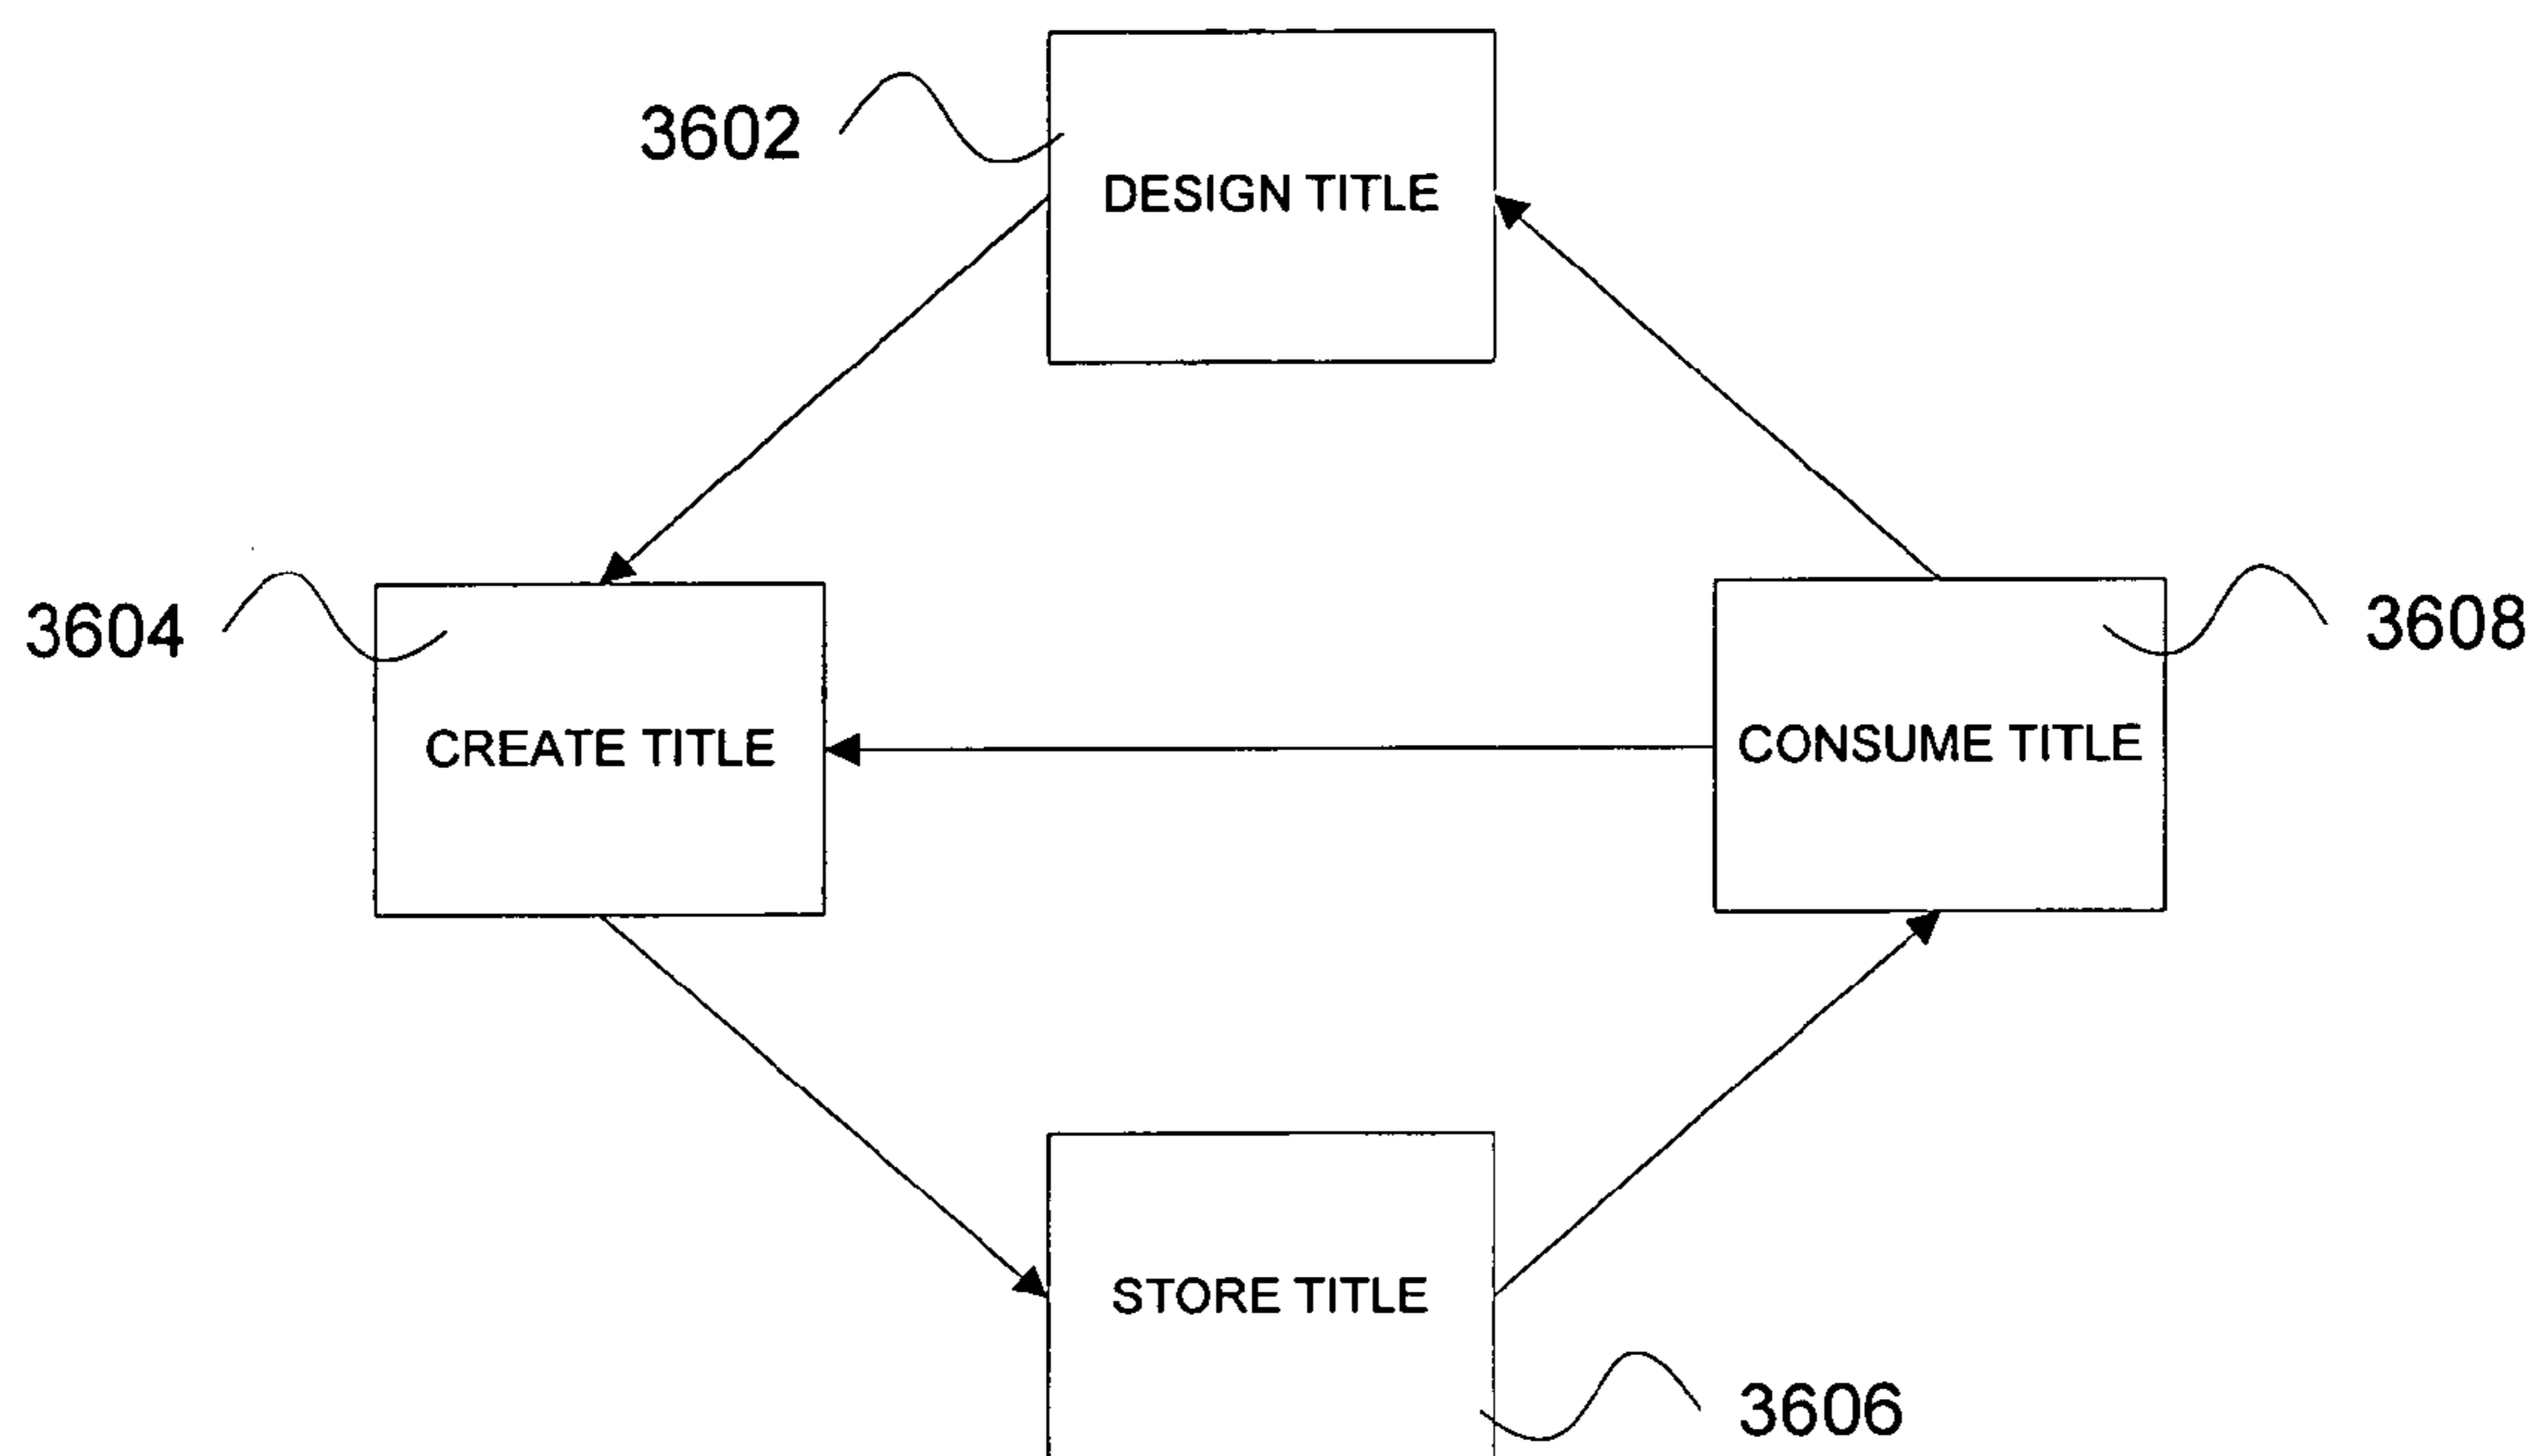 3602
DESIGN TITLE
3604
3608
CREATE TITLE
CONSUME TITLE
STORE TITLE
3606